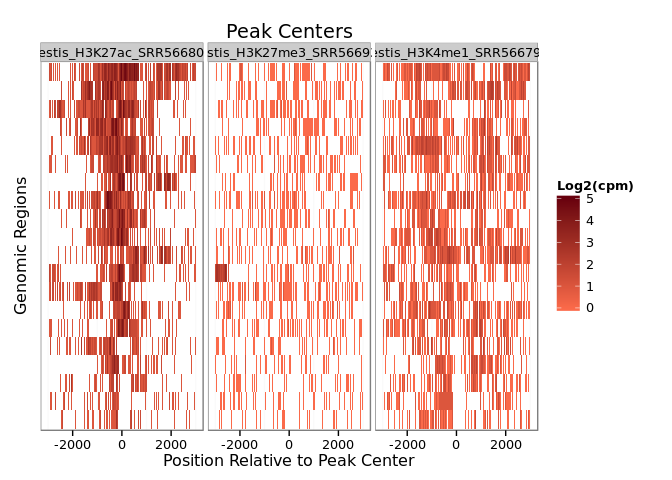 Peak Centers
estis_H3K27ac_SRR56680
stis_H3K27me3_SRR5669
estis_H3K4me1_SRR56679
Genomic Regions
Log2(cpm)
5
4
3
2
1
0
-2000 0 2000
-2000 0 2000
-2000 0 2000
Position Relative to Peak Center